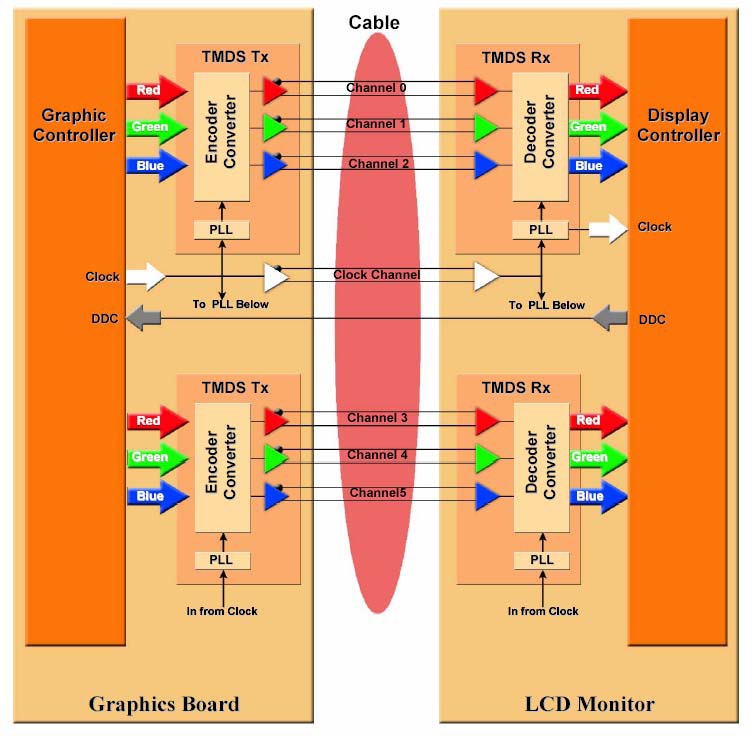 Cable
TMDS Tx
TMDS Rx
Graphic
Controller
Red
Green
Blue
Encoder
Converter
PLL
Channel 0
Channel 1
Channel 2
Decoder
Converter
PLL
Red
Green
Blue
Display
Controller
Clock
Clock
Clock Channel
To PLL Below
To PLL Below
DDC
DDC
TMDS Tx
TMDS Rx
Red
Green
Blue
Encoder
Converter
PLL
In from Clock
Channel 3
Channel 4
Channel5
Decoder
Converter
PLL
In from Clock
Red
Green
Blue
Graphics Board
LCD Monitor